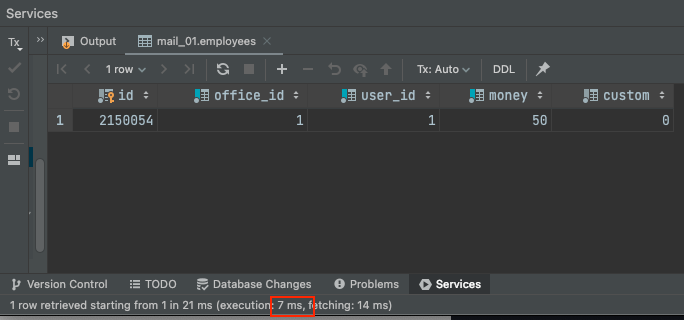 Services
Tx
Output
mail_01.employees
1 row
Tx: Auto
DDL
id office_id user_id money custom
1 2150054 1 1 50 0
Version Control TODO Database Changes Problems Services
1 row retrieved starting from 1 in 21 ms (execution: 7 ms, fetching: 14 ms)